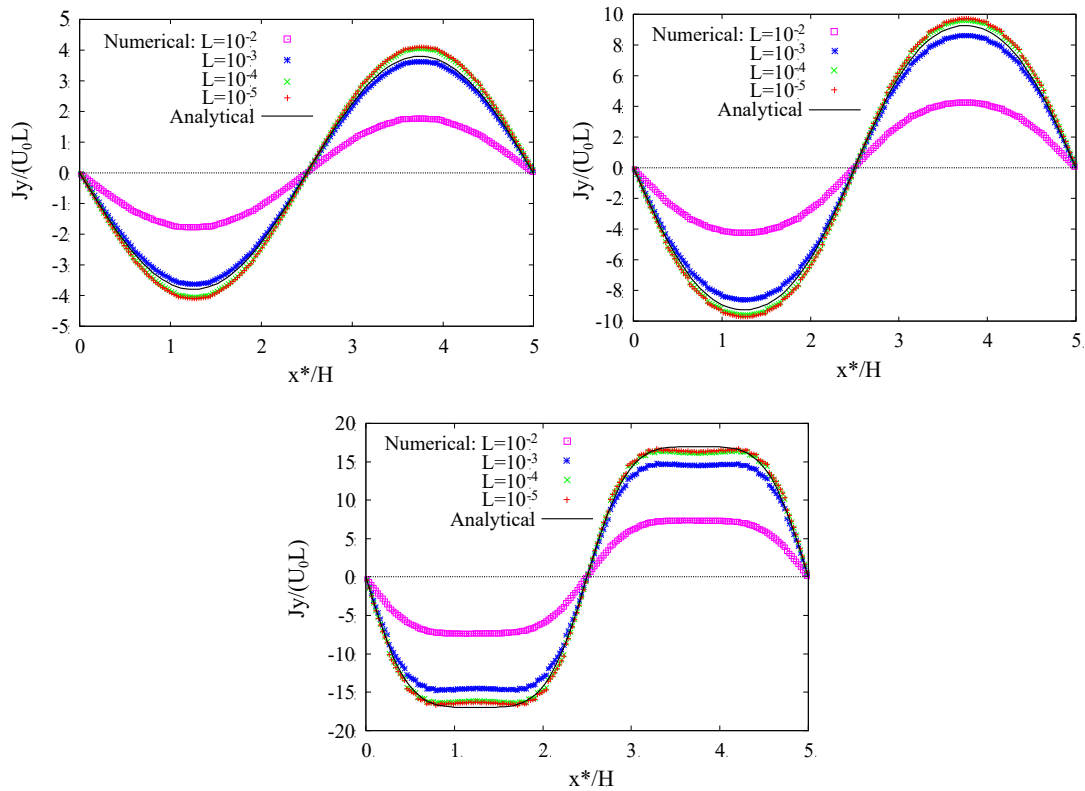 5
4
3
2
1
0
-1
-2
-3
-4
-5
Jy/(U₀L)
Numerical: L=10⁻²
L=10⁻³
L=10⁻⁴
L=10⁻⁵
Analytical
0 1 2 3 4 5
x*/H
10
8
6
4
2
0
-2
-4
-6
-8
-10
Jy/(U₀L)
Numerical: L=10⁻²
L=10⁻³
L=10⁻⁴
L=10⁻⁵
Analytical
0 1 2 3 4 5
x*/H
20
15
10
5
0
-5
-10
-15
-20
Jy/(U₀L)
Numerical: L=10⁻²
L=10⁻³
L=10⁻⁴
L=10⁻⁵
Analytical
0 1 2 3 4 5
x*/H